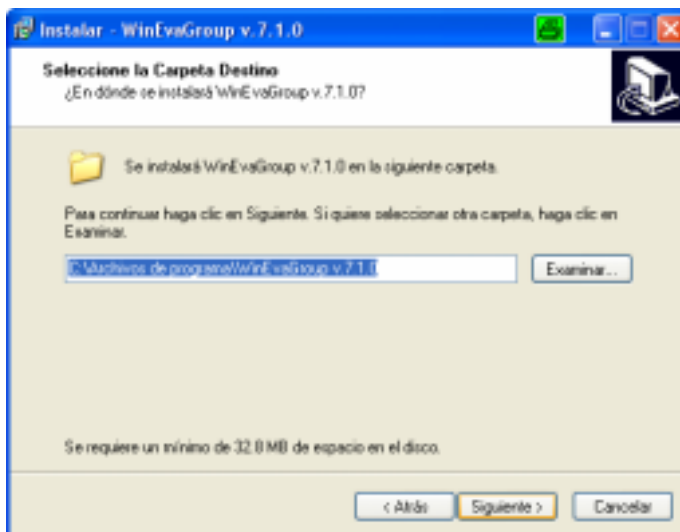 Instalar - WinEvaGroup v.7.1.0
Seleccione la Carpeta Destino
¿En dónde se instalará WinEvaGroup v.7.1.0?
Se instalará WinEvaGroup v.7.1.0 en la siguiente carpeta.
Para continuar haga clic en Siguiente. Si quiere seleccionar otra carpeta, haga clic en
Examinar.
C:\Archivos de programa\WinEvaGroup v.7.1.0
Examinar...
Se requiere un mínimo de 32.8 MB de espacio en el disco.
< Atrás
Siguiente >
Cancelar